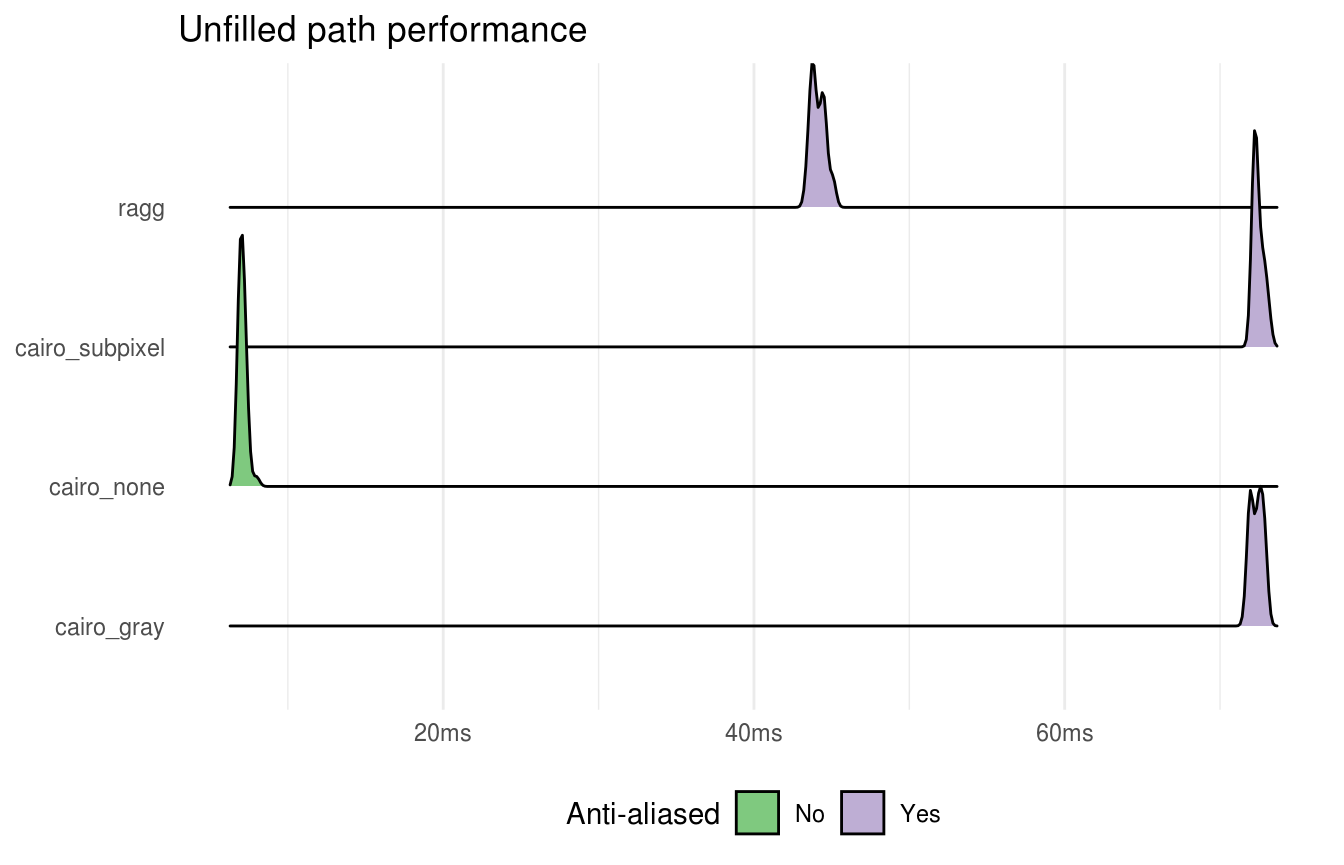 Unfilled path performance
ragg
cairo_subpixel
cairo_none
cairo_gray
20ms 40ms 60ms
Anti-aliased No Yes